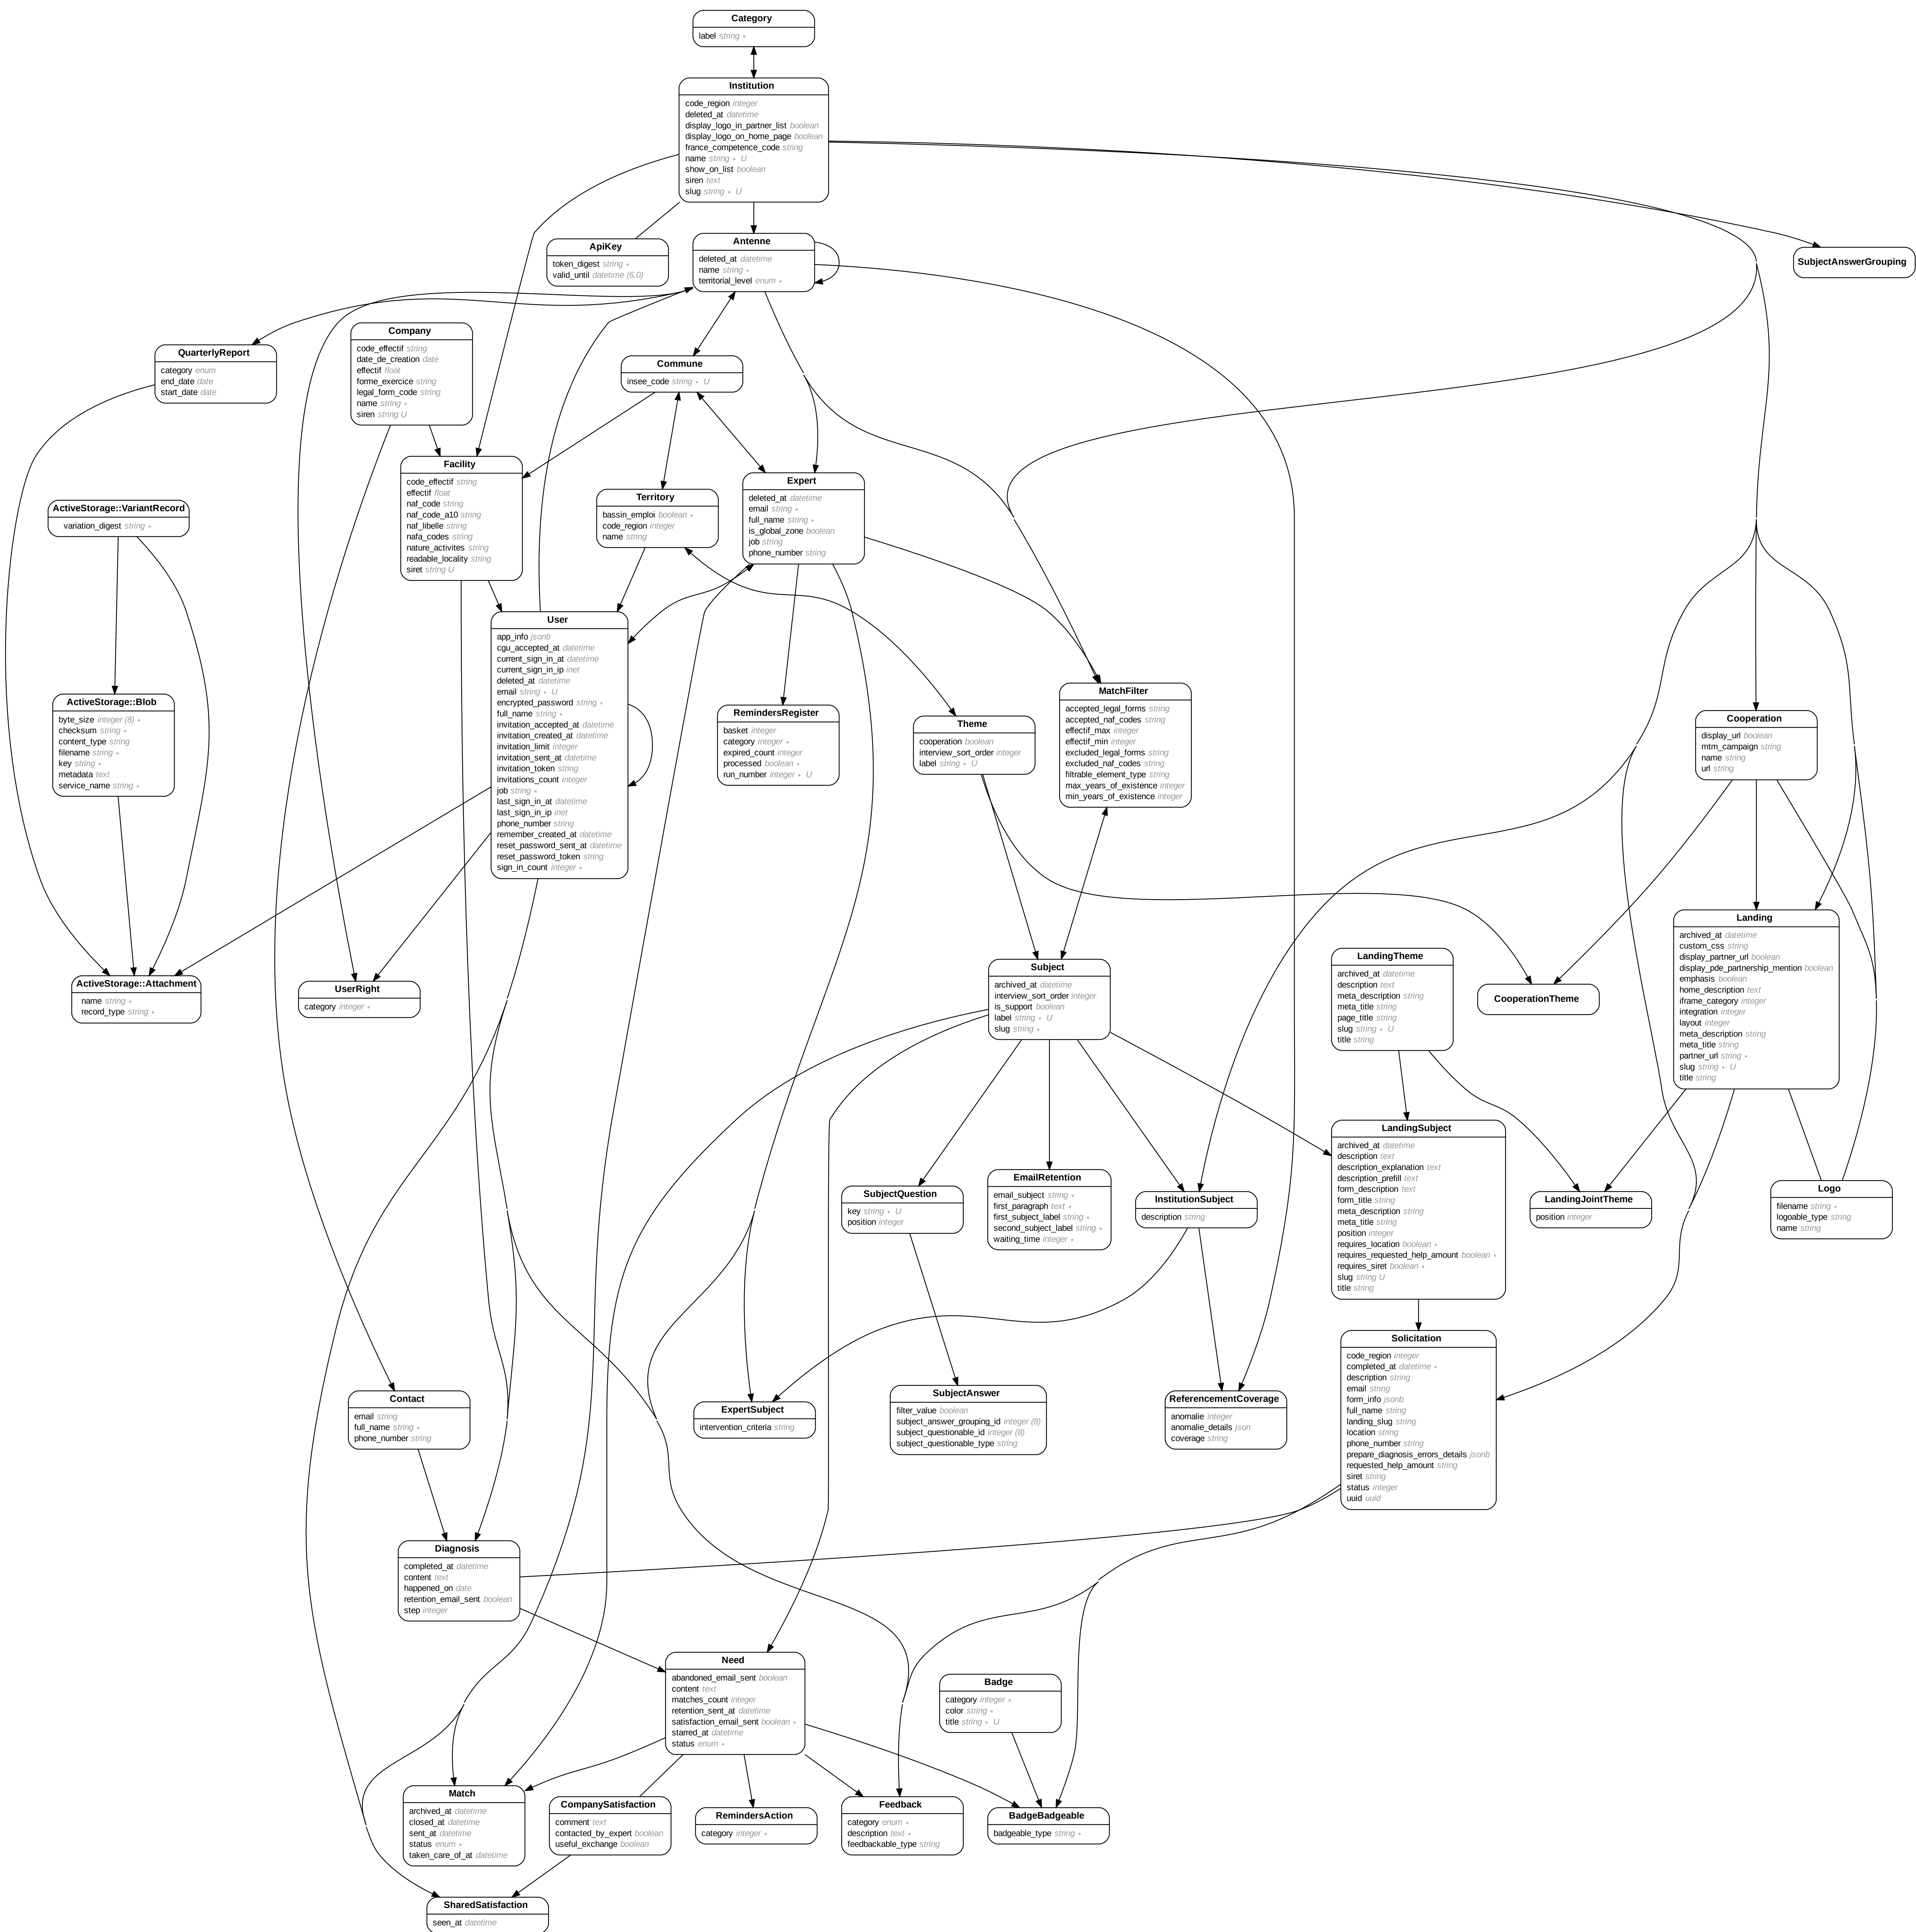 Category
label string ∗
Institution
code_region integer
deleted_at datetime
display_logo_in_partner_list boolean
display_logo_on_home_page boolean
france_competence_code string
name string ∗ U
show_on_list boolean
siren text
slug string ∗ U
ApiKey
token_digest string ∗
valid_until datetime (6,0)
Antenne
deleted_at datetime
name string ∗
territorial_level enum ∗
SubjectAnswerGrouping
QuarterlyReport
category enum
end_date date
start_date date
Company
code_effectif string
date_de_creation date
effectif float
forme_exercice string
legal_form_code string
name string ∗
siren string U
Commune
insee_code string ∗ U
Facility
code_effectif string
effectif float
naf_code string
naf_code_a10 string
naf_libelle string
nafa_codes string
nature_activites string
readable_locality string
siret string U
Territory
bassin_emploi boolean ∗
code_region integer
name string
Expert
deleted_at datetime
email string ∗
full_name string ∗
is_global_zone boolean
job string
phone_number string
ActiveStorage::VariantRecord
variation_digest string ∗
User
app_info jsonb
cgu_accepted_at datetime
current_sign_in_at datetime
current_sign_in_ip inet
deleted_at datetime
email string ∗ U
encrypted_password string ∗
full_name string ∗
invitation_accepted_at datetime
invitation_created_at datetime
invitation_limit integer
invitation_sent_at datetime
invitation_token string
invitations_count integer
job string ∗
last_sign_in_at datetime
last_sign_in_ip inet
phone_number string
remember_created_at datetime
reset_password_sent_at datetime
reset_password_token string
sign_in_count integer ∗
ActiveStorage::Blob
byte_size integer (8) ∗
checksum string ∗
content_type string
filename string ∗
key string ∗
metadata text
service_name string ∗
RemindersRegister
basket integer
category integer ∗
expired_count integer
processed boolean ∗
run_number integer ∗ U
Theme
cooperation boolean
interview_sort_order integer
label string ∗ U
MatchFilter
accepted_legal_forms string
accepted_naf_codes string
effectif_max integer
effectif_min integer
excluded_legal_forms string
excluded_naf_codes string
filtrable_element_type string
max_years_of_existence integer
min_years_of_existence integer
Cooperation
display_url boolean
mtm_campaign string
name string
url string
ActiveStorage::Attachment
name string ∗
record_type string ∗
UserRight
category integer ∗
Subject
archived_at datetime
interview_sort_order integer
is_support boolean
label string ∗ U
slug string ∗
LandingTheme
archived_at datetime
description text
meta_description string
meta_title string
page_title string
slug string ∗ U
title string
CooperationTheme
Landing
archived_at datetime
custom_css string
display_partner_url boolean
display_pde_partnership_mention boolean
emphasis boolean
home_description text
iframe_category integer
integration integer
layout integer
meta_description string
meta_title string
partner_url string ∗
slug string ∗ U
title string
SubjectQuestion
key string ∗ U
position integer
EmailRetention
email_subject string ∗
first_paragraph text ∗
first_subject_label string ∗
second_subject_label string ∗
waiting_time integer ∗
InstitutionSubject
description string
LandingSubject
archived_at datetime
description text
description_explanation text
description_prefill text
form_description text
form_title string
meta_description string
meta_title string
position integer
requires_location boolean ∗
requires_requested_help_amount boolean ∗
requires_siret boolean ∗
slug string U
title string
LandingJointTheme
position integer
Logo
filename string ∗
logoable_type string
name string
Contact
email string
full_name string ∗
phone_number string
ExpertSubject
intervention_criteria string
SubjectAnswer
filter_value boolean
subject_answer_grouping_id integer (8)
subject_questionable_id integer (8)
subject_questionable_type string
ReferencementCoverage
anomalie integer
anomalie_details json
coverage string
Solicitation
code_region integer
completed_at datetime ∗
description string
email string
form_info jsonb
full_name string
landing_slug string
location string
phone_number string
prepare_diagnosis_errors_details jsonb
requested_help_amount string
siret string
status integer
uuid uuid
Diagnosis
completed_at datetime
content text
happened_on date
retention_email_sent boolean
step integer
Need
abandoned_email_sent boolean
content text
matches_count integer
retention_sent_at datetime
satisfaction_email_sent boolean ∗
starred_at datetime
status enum ∗
Badge
category integer ∗
color string ∗
title string ∗ U
Match
archived_at datetime
closed_at datetime
sent_at datetime
status enum ∗
taken_care_of_at datetime
CompanySatisfaction
comment text
contacted_by_expert boolean
useful_exchange boolean
RemindersAction
category integer ∗
Feedback
category enum ∗
description text ∗
feedbackable_type string
BadgeBadgeable
badgeable_type string ∗
SharedSatisfaction
seen_at datetime